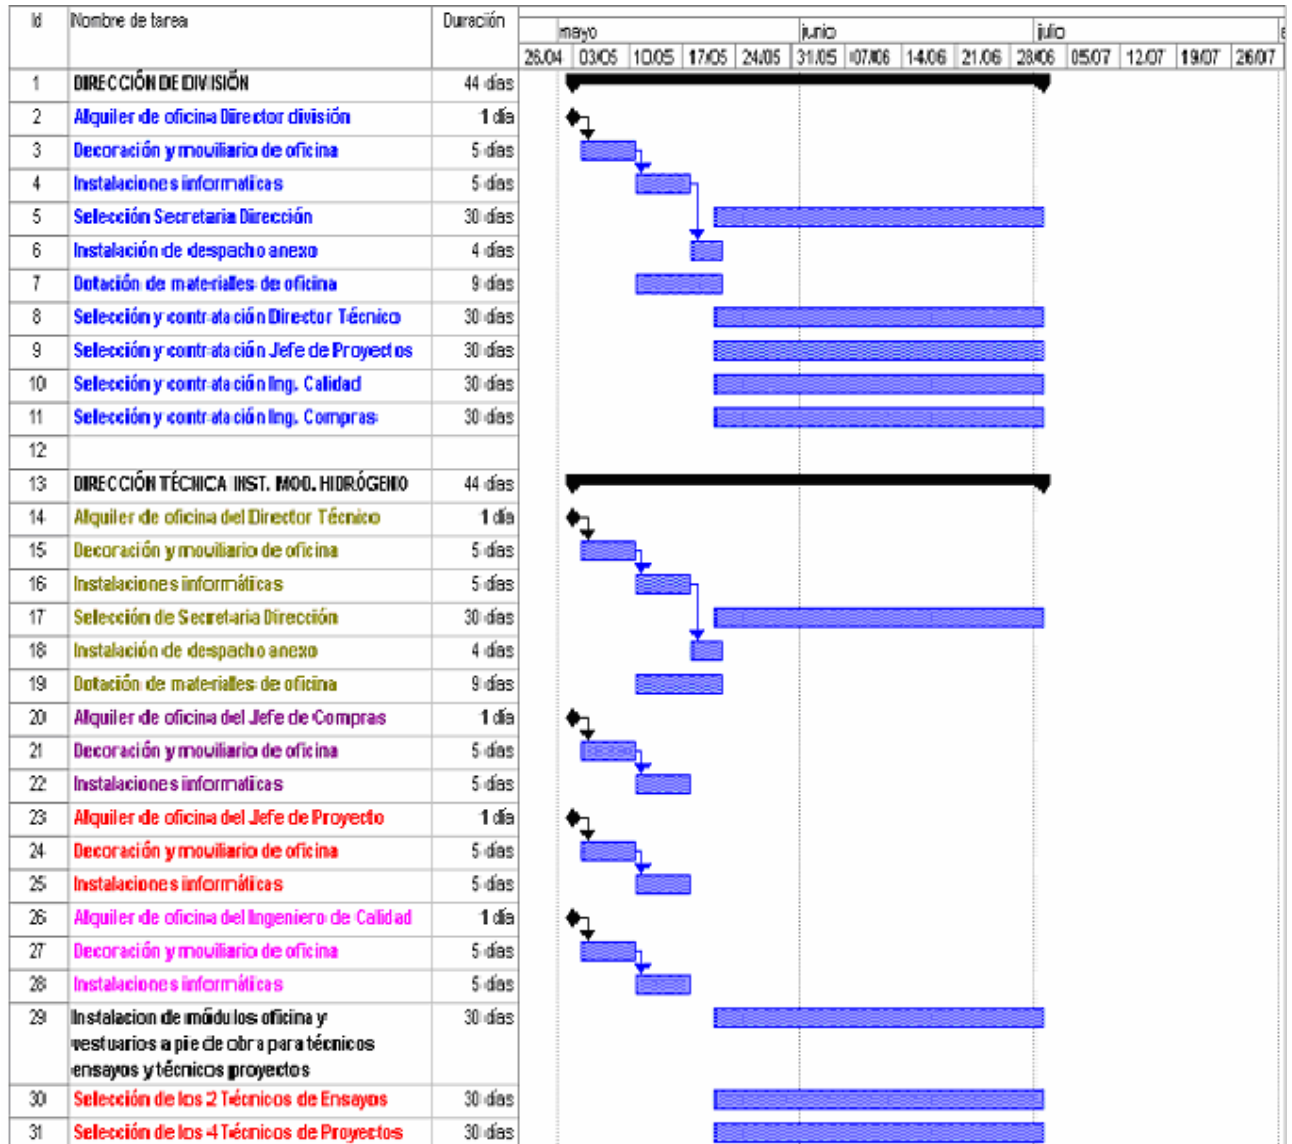 Id Nombre de tarea Duración
mayo junio julio
26.04 03/05 10.05 17/05 24/05 31/05 07/06 14.06 21.06 28/06 05.07 12.07 19/07 26/07
1 DIRECCIÓN DE DIVISIÓN 44 días
2 Alquiler de oficina Director división 1 día
3 Decoración y moviliario de oficina 5 días
4 Instalaciones informaticas 5 días
5 Selección Secretaria Dirección 30 días
6 Instalación de despacho anexo 4 días
7 Dotación de materiales de oficina 9 días
8 Selección y contratación Director Técnico 30 días
9 Selección y contratación Jefe de Proyectos 30 días
10 Selección y contratación Ing. Calidad 30 días
11 Selección y contratación Ing. Compras 30 días
12
13 DIRECCIÓN TÉCNICA INST. MOD. HIDRÓGENO 44 días
14 Alquiler de oficina del Director Técnico 1 día
15 Decoración y moviliario de oficina 5 días
16 Instalaciones informáticas 5 días
17 Selección de Secretaria Dirección 30 días
18 Instalación de despacho anexo 4 días
19 Dotación de materiales de oficina 9 días
20 Alquiler de oficina del Jefe de Compras 1 día
21 Decoración y moviliario de oficina 5 días
22 Instalaciones informaticas 5 días
23 Alquiler de oficina del Jefe de Proyecto 1 día
24 Decoración y moviliario de oficina 5 días
25 Instalaciones informáticas 5 días
26 Alquiler de oficina del Ingeniero de Calidad 1 día
27 Decoración y moviliario de oficina 5 días
28 Instalaciones informáticas 5 días
29 Instalacion de módulos oficina y 30 días
vestuarios a pie de obra para técnicos
ensayos y técnicos proyectos
30 Selección de los 2 Técnicos de Ensayos 30 días
31 Selección de los 4 Técnicos de Proyectos 30 días